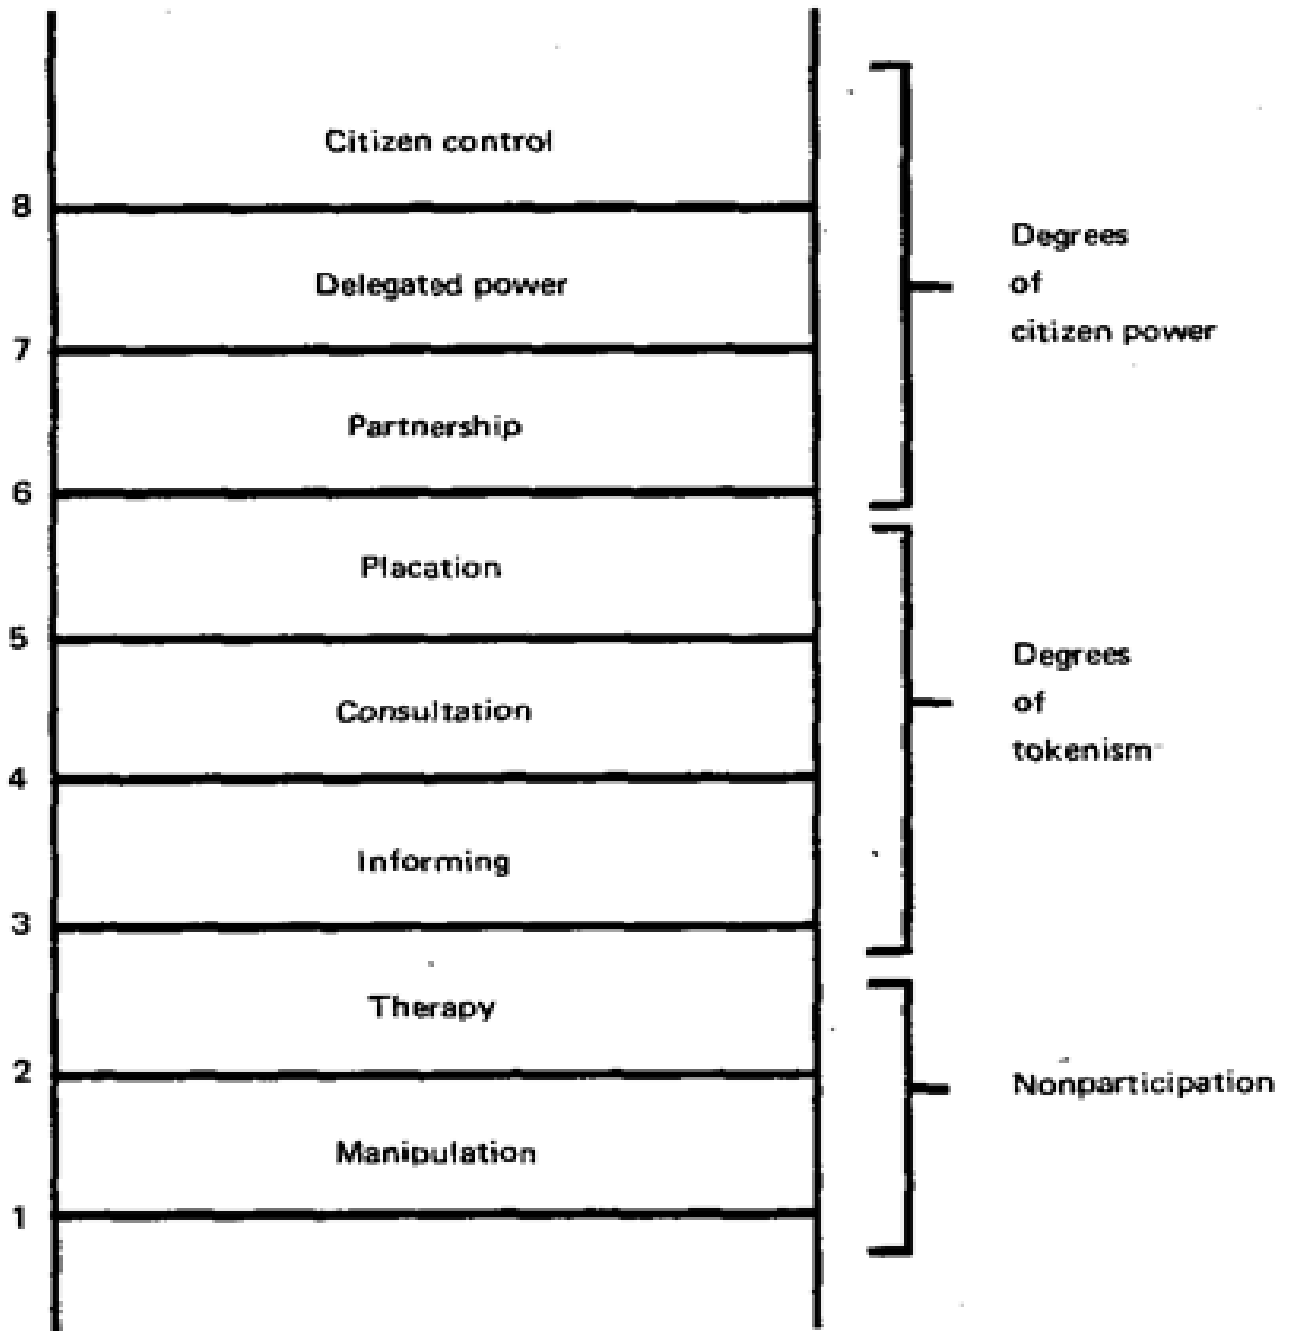 Citizen control
8
Delegated power
7
Partnership
6
Placation
5
Consultation
4
Informing
3
Therapy
2
Manipulation
1
Degrees
of
citizen power
Degrees
of
tokenism
Nonparticipation